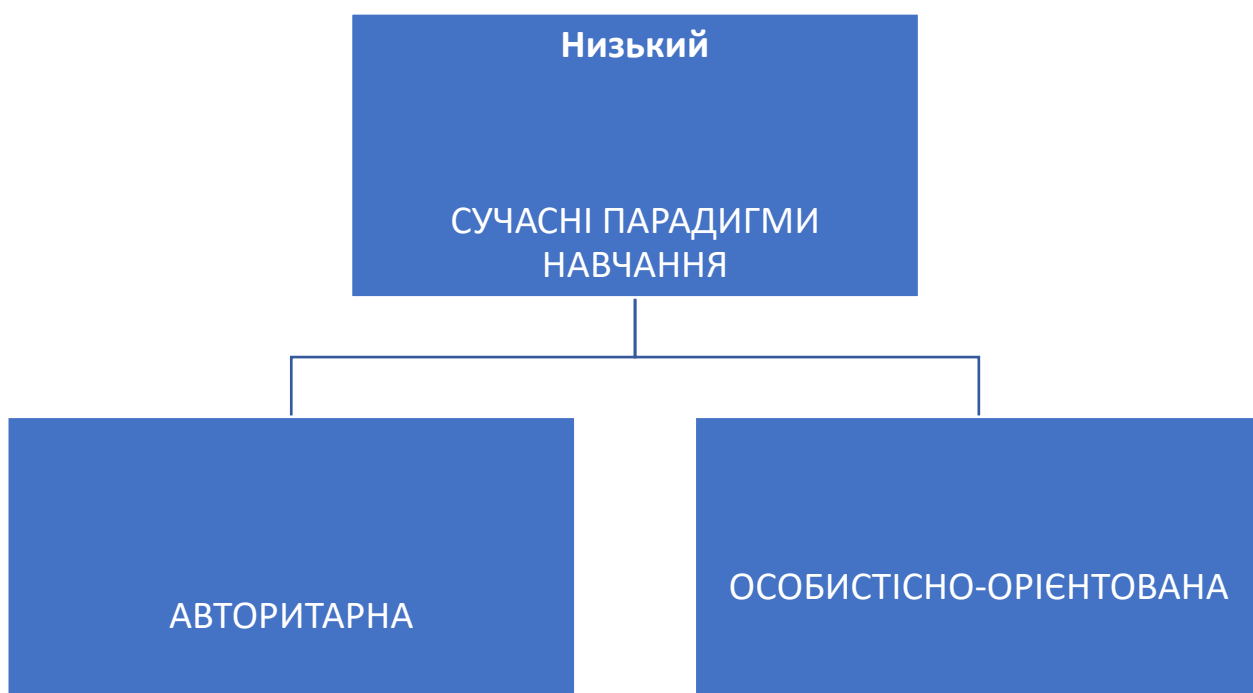 Низький
СУЧАСНІ ПАРАДИГМИ
НАВЧАННЯ
АВТОРИТАРНА
ОСОБИСТІСНО-ОРІЄНТОВАНА